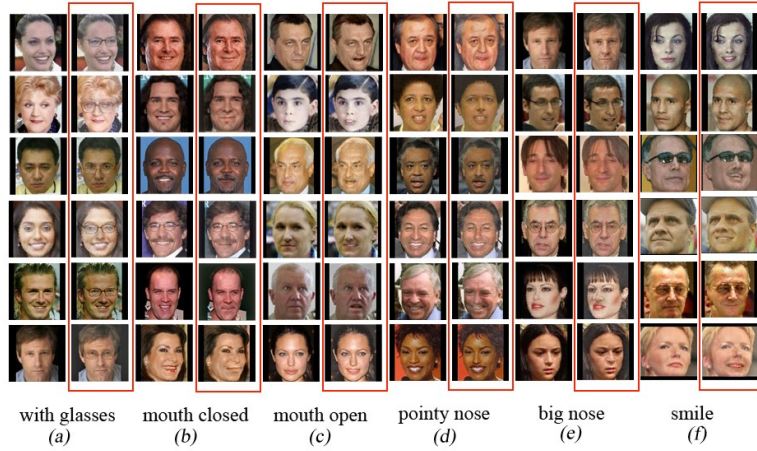 with glasses mouth closed mouth open pointy nose big nose smile
(a) (b) (c) (d) (e) (f)